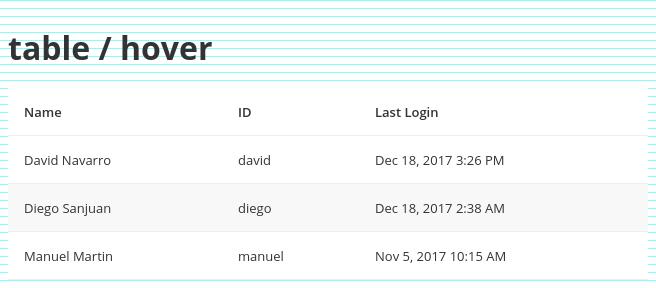 table / hover
Name ID Last Login
David Navarro david Dec 18, 2017 3:26 PM
Diego Sanjuan diego Dec 18, 2017 2:38 AM
Manuel Martin manuel Nov 5, 2017 10:15 AM